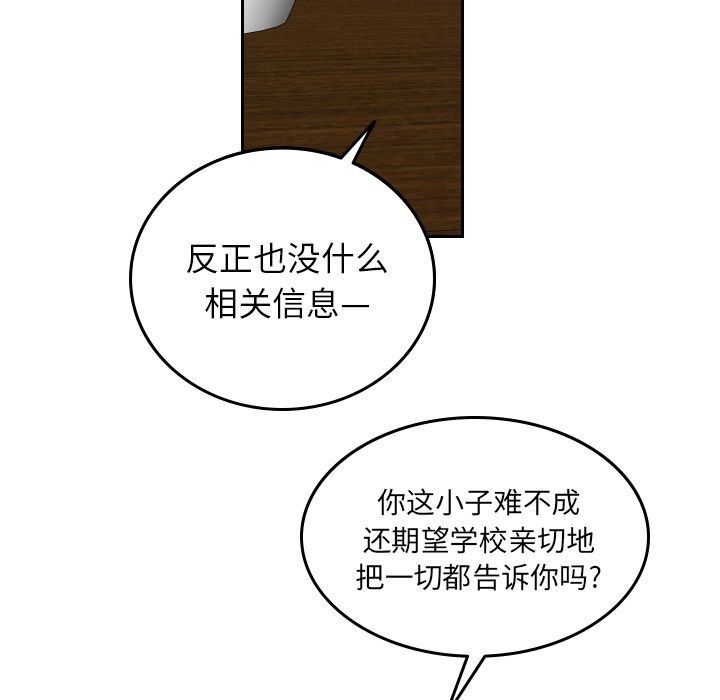 反正也没什么
相关信息—
你这小子难不成
还期望学校亲切地
把一切都告诉你吗?